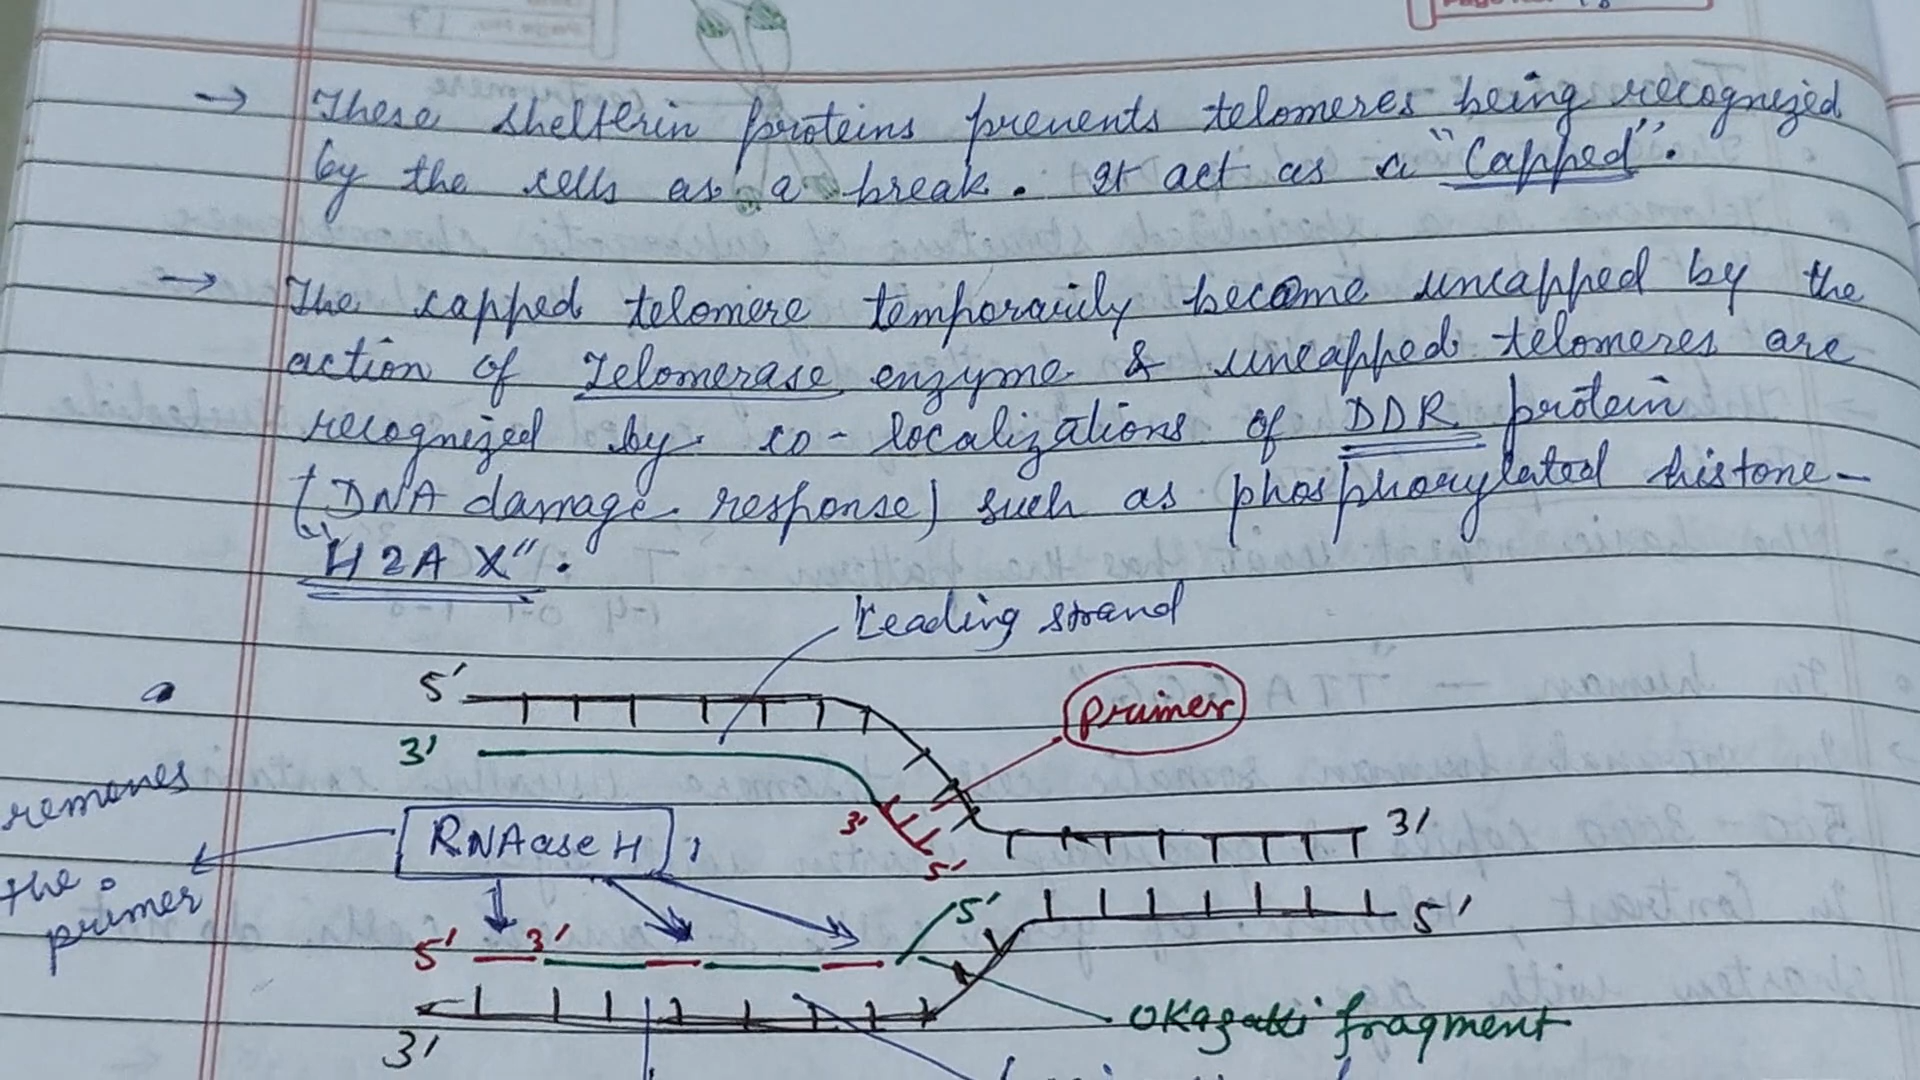 → These shelterin proteins prevents telomeres being recognized
by the cells as a break. It act as a "Capped".
→ The capped telomere temporarily become uncapped by the
action of Telomerase enzyme & uncapped telomeres are
recognized by co-localizations of DDR protein
(DNA damage response) such as phosphorylated histone-
"H2AX".
Leading strand
5'
primer
3'
removes
3'
3'
RNAase H
5'
the
primer
5'
5'
5' 3'
Okazaki fragment
3'